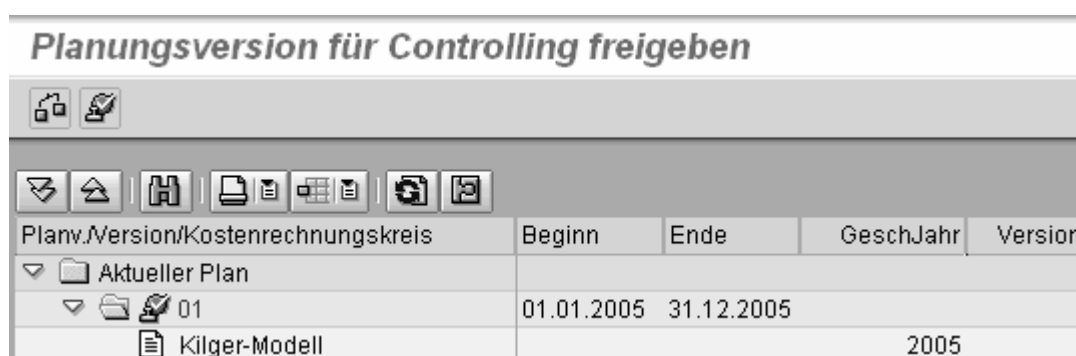 Planungsversion für Controlling freigeben
Planv./Version/Kostenrechnungskreis Beginn Ende GeschJahr Version
Aktueller Plan
01 01.01.2005 31.12.2005
Kilger-Modell 2005